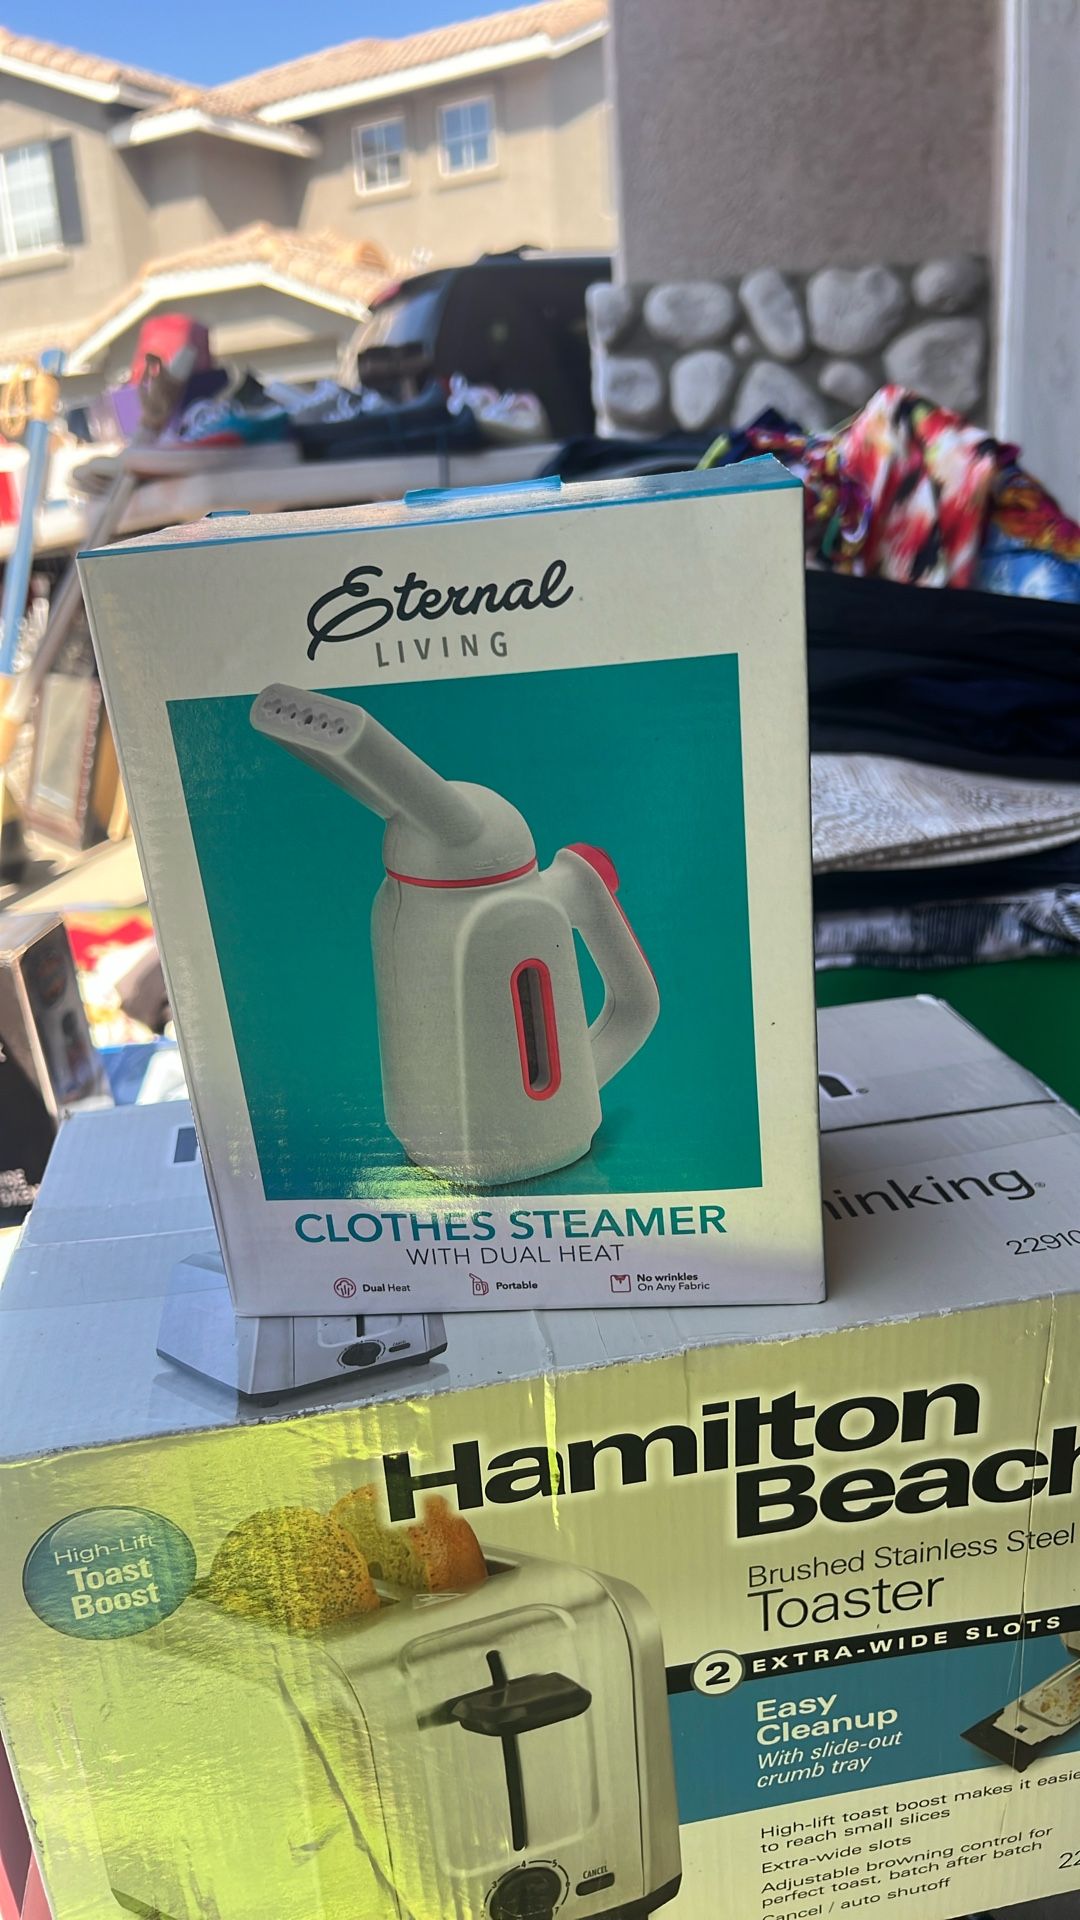 Eternal
LIVING
CLOTHES STEAMER
WITH DUAL HEAT
Dual Heat
Portable
No wrinkles
On Any Fabric
inking
2291
Hamilton
Beach
High-Lift
Toast
Boost
Brushed Stainless Steel
Toaster
2 EXTRA-WIDE SLOTS
Easy
Cleanup
With slide-out
crumb tray
High-lift toast boost makes it easie
to reach small slices
Extra-wide slots
Adjustable browning control for
perfect toast, batch after batch
Cancel / auto shutoff
22
CANCEL